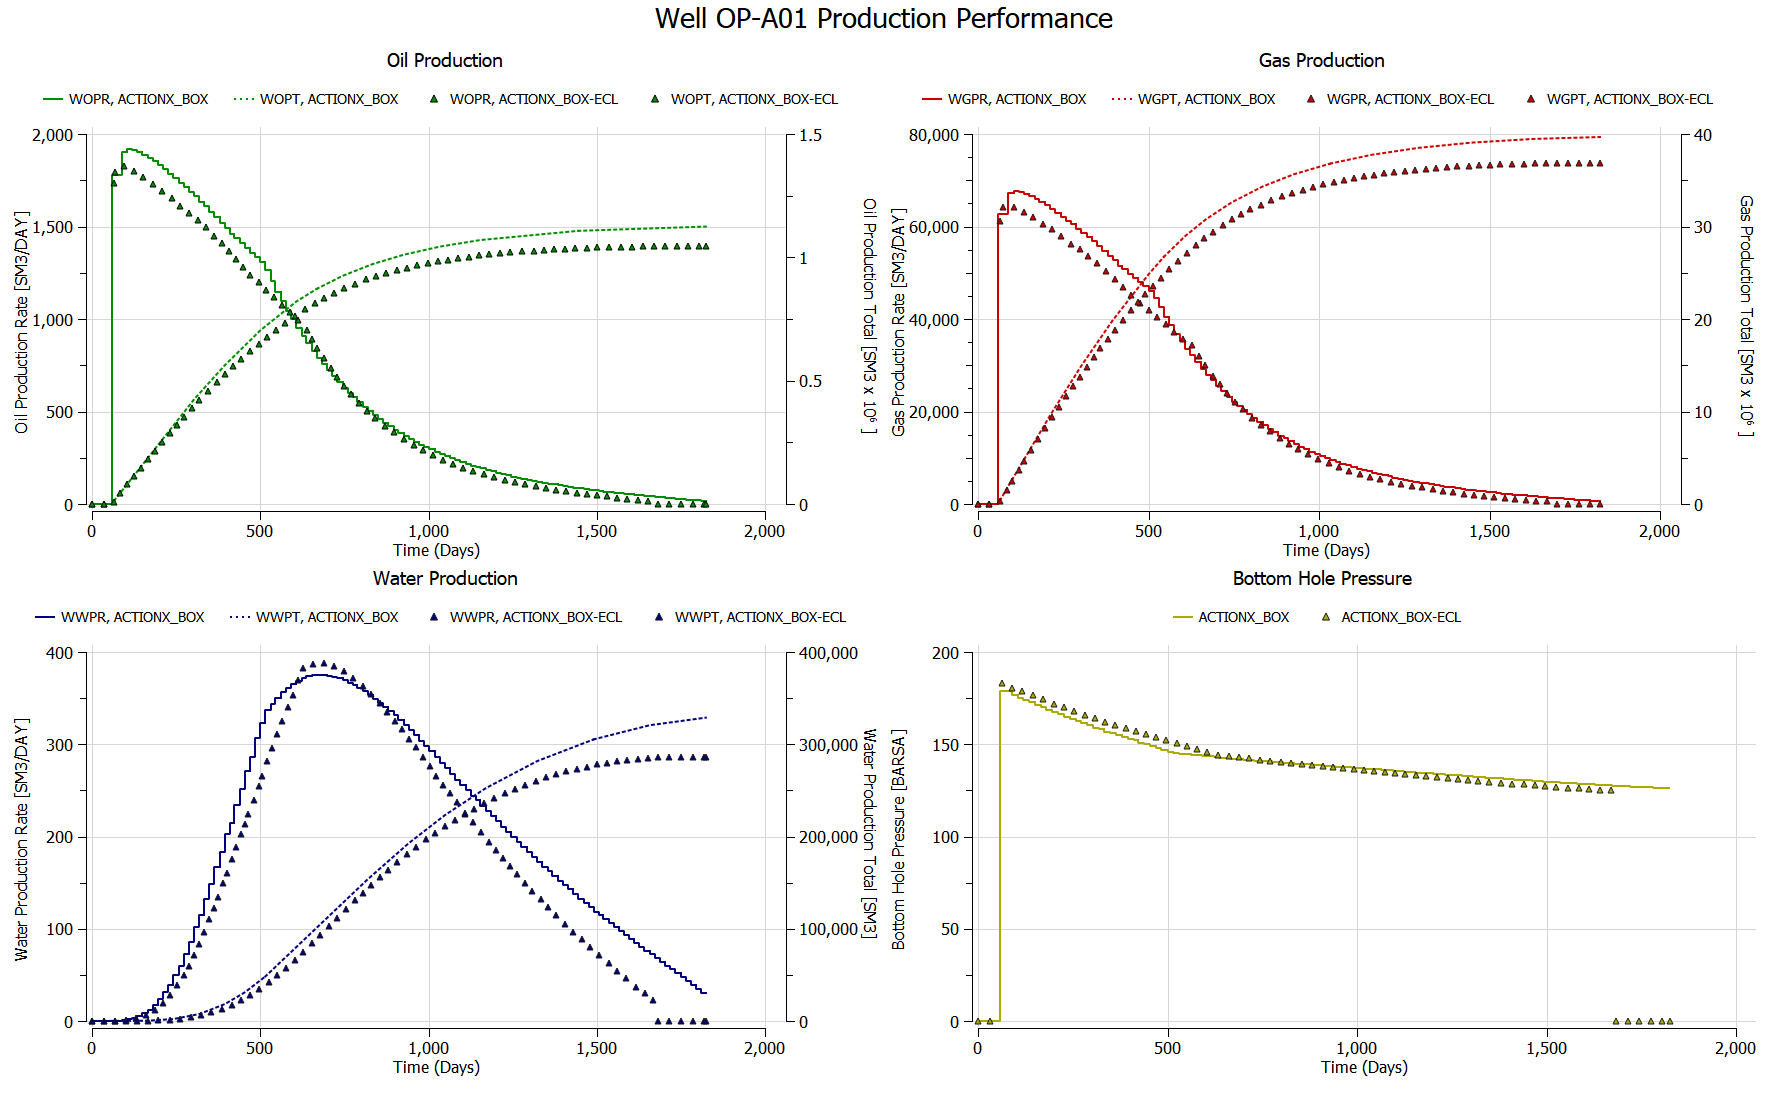 Well OP-A01 Production Performance
Oil Production
WOPR, ACTIONX_BOX WOPT, ACTIONX_BOX WOPR, ACTIONX_BOX-ECL WOPT, ACTIONX_BOX-ECL
2,000
1,500
1,000
500
0
Oil Production Rate [SM3/DAY]
1.5
1
0.5
0
Oil Production Total [SM3 x 10⁶ ]
0 500 1,000 1,500 2,000
Time (Days)
Gas Production
WGPR, ACTIONX_BOX WGPT, ACTIONX_BOX WGPR, ACTIONX_BOX-ECL WGPT, ACTIONX_BOX-ECL
80,000
60,000
40,000
20,000
0
Gas Production Rate [SM3/DAY]
40
30
20
10
0
Gas Production Total [SM3 x 10⁶ ]
0 500 1,000 1,500 2,000
Time (Days)
Water Production
WWPR, ACTIONX_BOX WWPT, ACTIONX_BOX WWPR, ACTIONX_BOX-ECL WWPT, ACTIONX_BOX-ECL
400
300
200
100
0
Water Production Rate [SM3/DAY]
400,000
300,000
200,000
100,000
0
Water Production Total [SM3]
0 500 1,000 1,500 2,000
Time (Days)
Bottom Hole Pressure
ACTIONX_BOX ACTIONX_BOX-ECL
200
150
100
50
0
Bottom Hole Pressure [BARSA]
0 500 1,000 1,500 2,000
Time (Days)